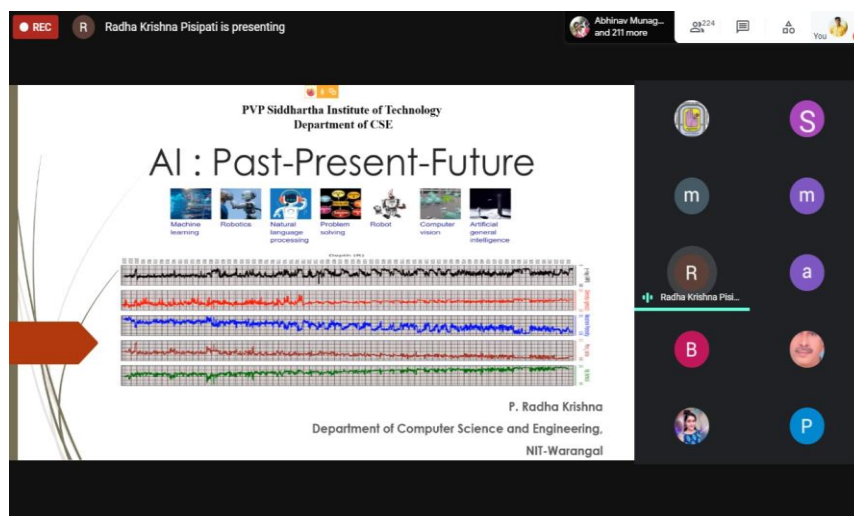 REC
R
Radha Krishna Pisipati is presenting
Abhinav Munag...
and 211 more
224
You
PVP Siddhartha Institute of Technology
Department of CSE
AI : Past-Present-Future
Machine learning
Robotics
Natural language processing
Problem solving
Robot
Computer vision
Artificial general intelligence
S
m
m
R
a
Radha Krishna Pisi...
B
P
P. Radha Krishna
Department of Computer Science and Engineering,
NIT-Warangal